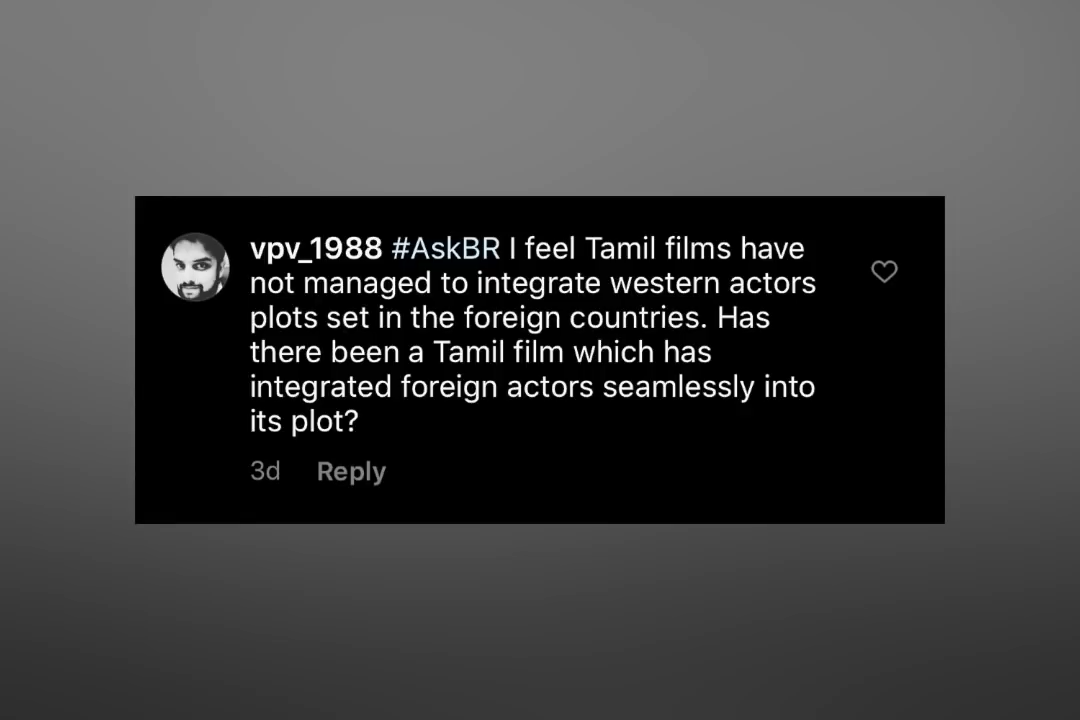 vpv_1988 #AskBR I feel Tamil films have
not managed to integrate western actors
plots set in the foreign countries. Has
there been a Tamil film which has
integrated foreign actors seamlessly into
its plot?
3d Reply